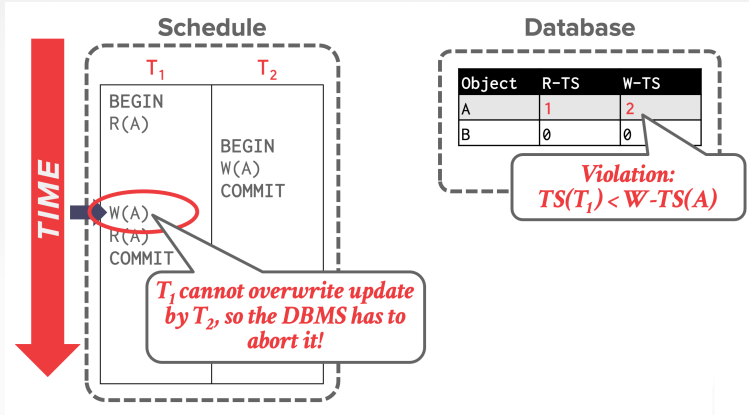 Schedule
Database
TIME
T1
T2
BEGIN
R(A)
BEGIN
W(A)
COMMIT
W(A)
R(A)
COMMIT
T1 cannot overwrite update
by T2, so the DBMS has to
abort it!
Object R-TS W-TS
A 1 2
B 0 0
Violation:
TS(T1) < W-TS(A)